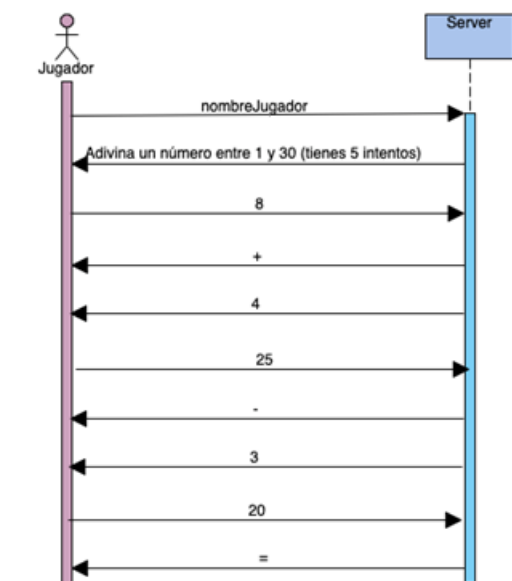 Server
Jugador
nombreJugador
Adivina un número entre 1 y 30 (tienes 5 intentos)
8
+
4
25
-
3
20
=